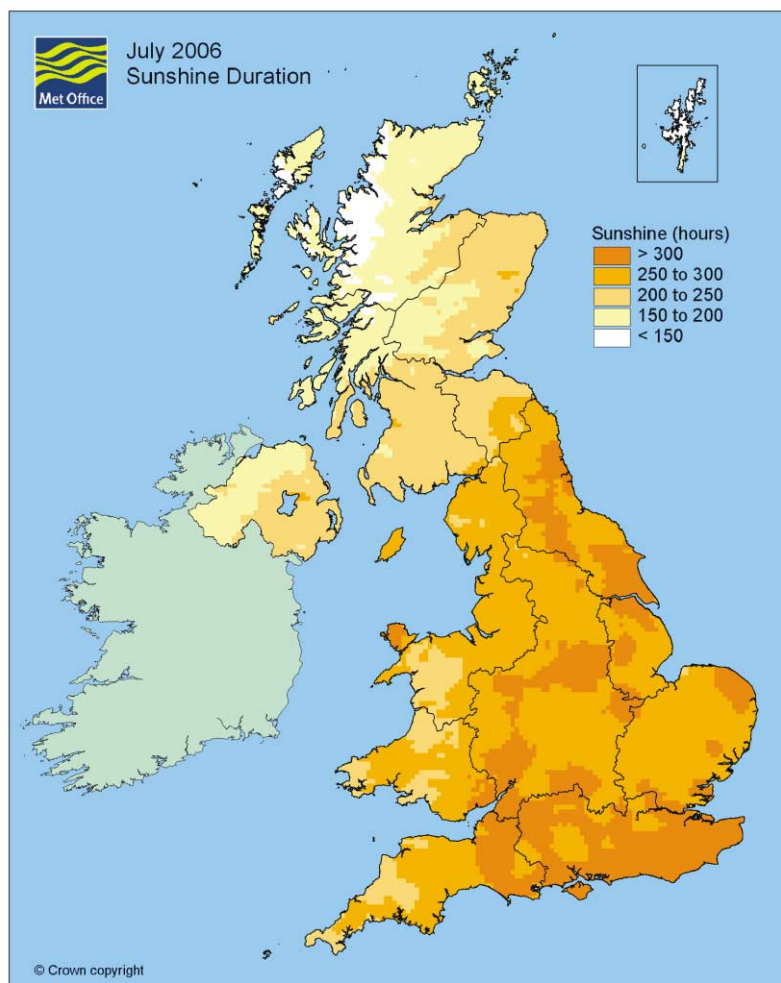 July 2006
Sunshine Duration
Met Office
Sunshine (hours)
> 300
250 to 300
200 to 250
150 to 200
< 150
© Crown copyright